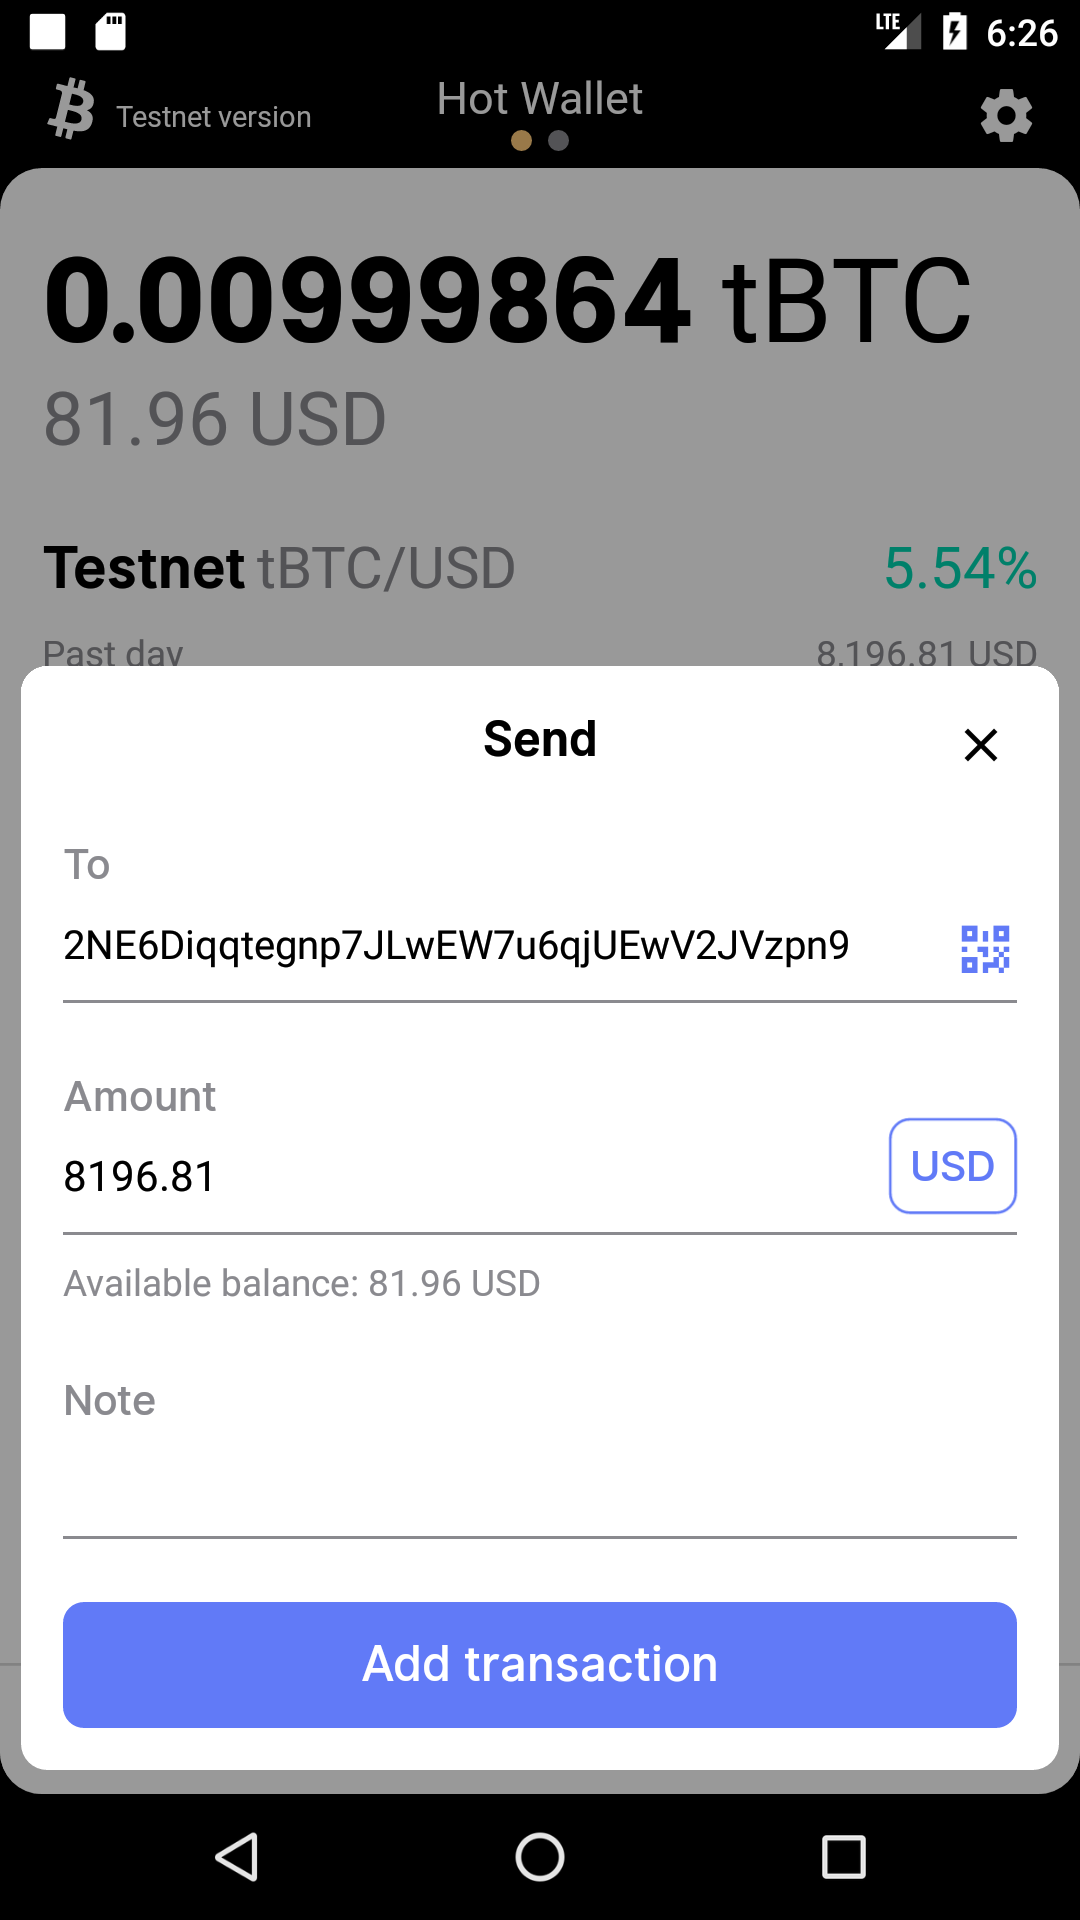 LTE 6:26
Testnet version
Hot Wallet
0.00999864 tBTC
81.96 USD
Testnet tBTC/USD 5.54%
Past day 8,196.81 USD
Send
To
2NE6Diqqtegnp7JLwEW7u6qjUEwV2JVzpn9
Amount
8196.81 USD
Available balance: 81.96 USD
Note
Add transaction